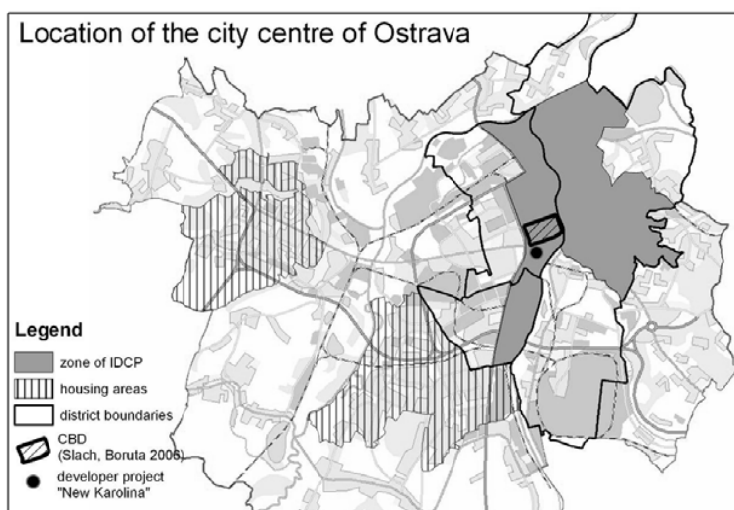 Location of the city centre of Ostrava
Legend
zone of IDCP
housing areas
district boundaries
CBD
(Slach, Boruta 2006)
developer project
"New Karolina"